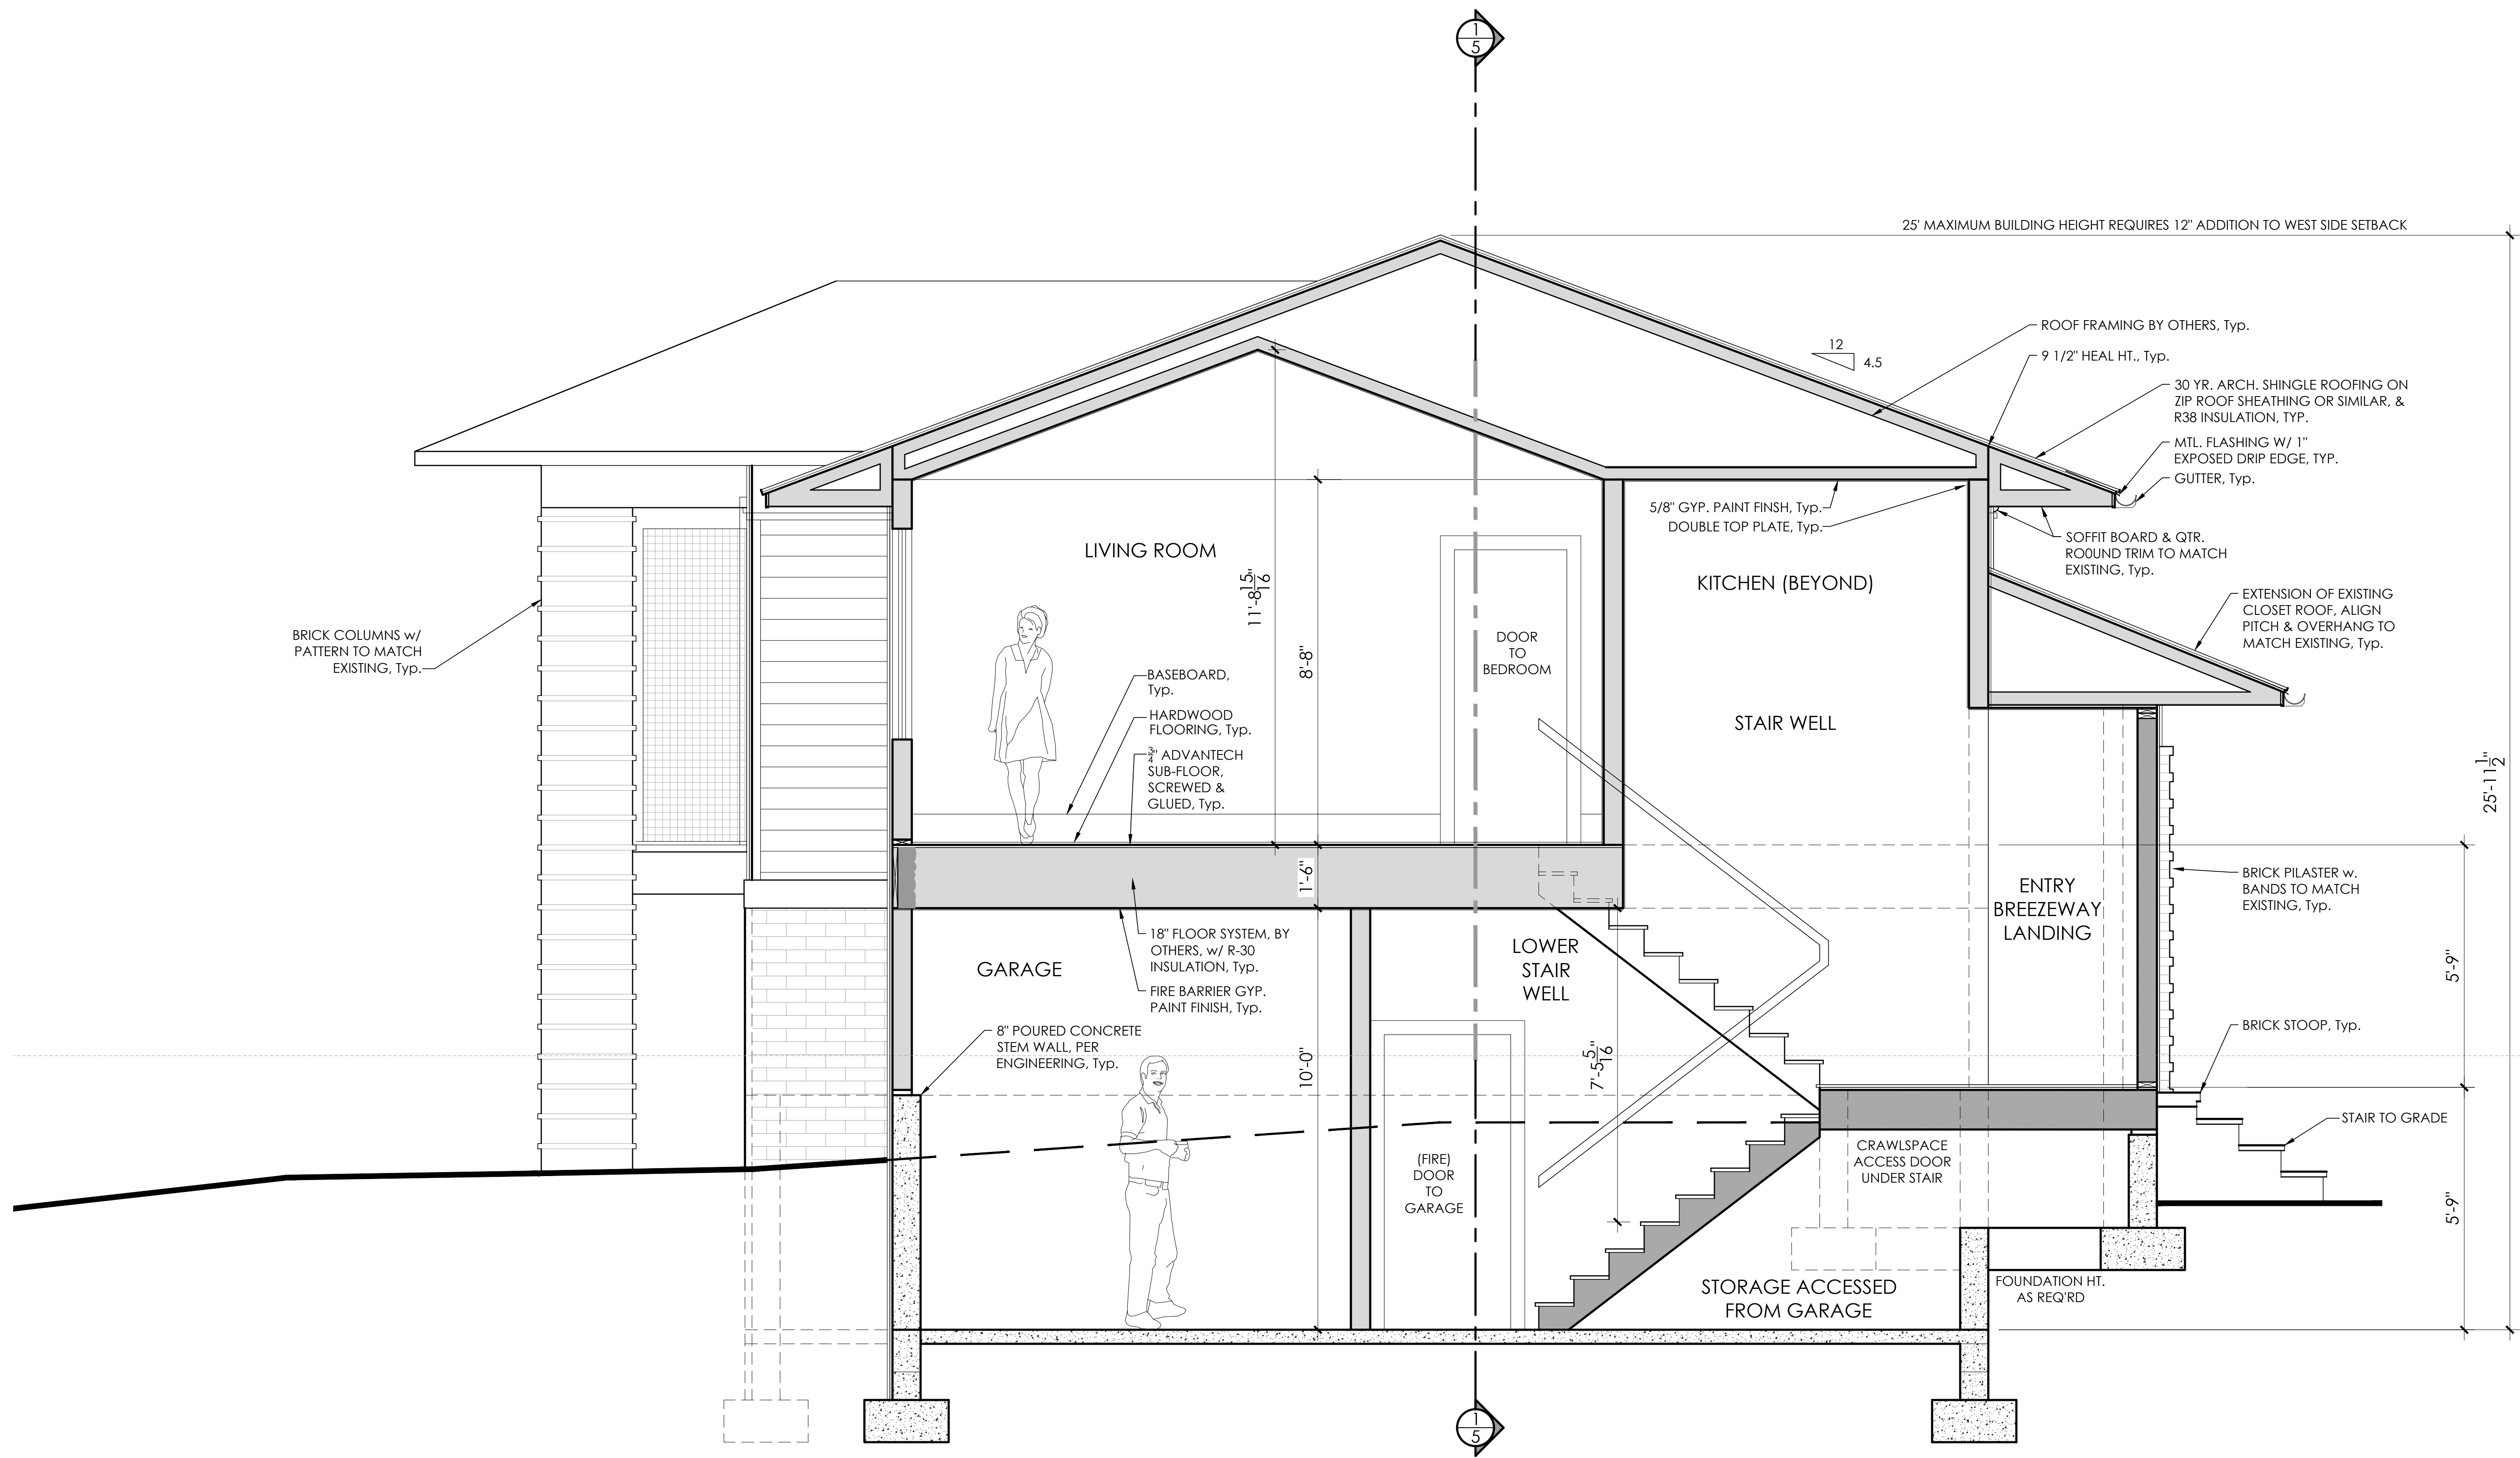 1
5
25' MAXIMUM BUILDING HEIGHT REQUIRES 12" ADDITION TO WEST SIDE SETBACK
ROOF FRAMING BY OTHERS, Typ.
12
4.5
9 1/2" HEAL HT., Typ.
30 YR. ARCH. SHINGLE ROOFING ON
ZIP ROOF SHEATHING OR SIMILAR, &
R38 INSULATION, TYP.
MTL. FLASHING W/ 1"
EXPOSED DRIP EDGE, TYP.
GUTTER, Typ.
5/8" GYP. PAINT FINSH, Typ.
DOUBLE TOP PLATE, Typ.
SOFFIT BOARD & QTR.
RO0UND TRIM TO MATCH
EXISTING, Typ.
LIVING ROOM
KITCHEN (BEYOND)
11'-8 15/16"
8'-8"
EXTENSION OF EXISTING
CLOSET ROOF, ALIGN
PITCH & OVERHANG TO
MATCH EXISTING, Typ.
BRICK COLUMNS w/
PATTERN TO MATCH
EXISTING, Typ.
DOOR
TO
BEDROOM
BASEBOARD,
Typ.
HARDWOOD
FLOORING, Typ.
3/4" ADVANTECH
SUB-FLOOR,
SCREWED &
GLUED, Typ.
STAIR WELL
25'-11 1/2"
1'-6"
ENTRY
BREEZEWAY
LANDING
BRICK PILASTER w.
BANDS TO MATCH
EXISTING, Typ.
18" FLOOR SYSTEM, BY
OTHERS, w/ R-30
INSULATION, Typ.
FIRE BARRIER GYP.
PAINT FINISH, Typ.
GARAGE
LOWER
STAIR
WELL
5'-9"
8" POURED CONCRETE
STEM WALL, PER
ENGINEERING, Typ.
10'-0"
7'-5 5/16"
BRICK STOOP, Typ.
STAIR TO GRADE
(FIRE)
DOOR
TO
GARAGE
CRAWLSPACE
ACCESS DOOR
UNDER STAIR
5'-9"
STORAGE ACCESSED
FROM GARAGE
FOUNDATION HT.
AS REQ'RD
1
5